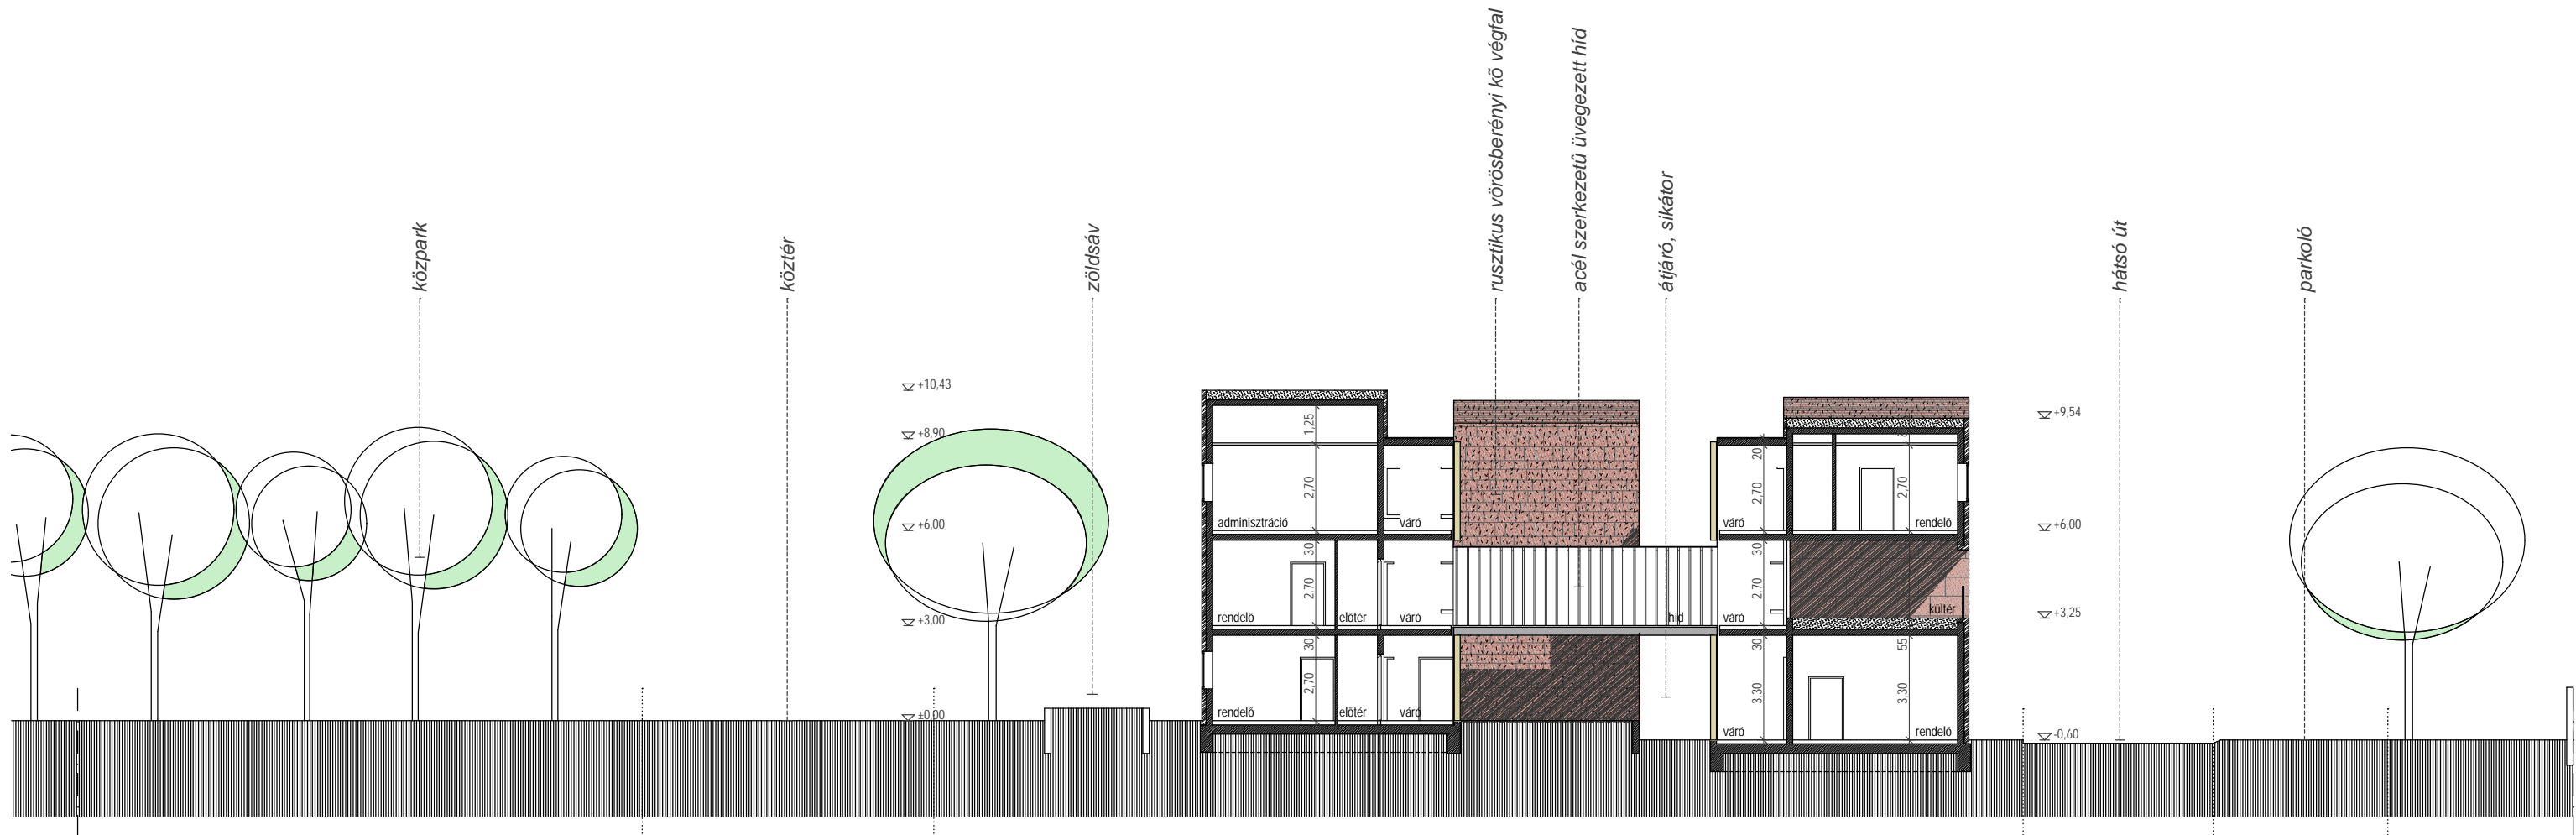 közpark
köztér
zöldsáv
rusztikus vörösberényi kõ végfal
acél szerkezetû üvegezett híd
átjáró, sikátor
hátsó út
parkoló
+10,43
+8,90
+6,00
+3,00
±0,00
+9,54
+6,00
+3,25
-0,60
1,25
2,70
adminisztráció
váró
30
2,70
rendelő
előtér
váró
30
2,70
rendelő
előtér
váró
híd
20
2,70
váró
2,70
rendelő
30
2,70
váró
kültér
30
3,30
váró
55
3,30
rendelő